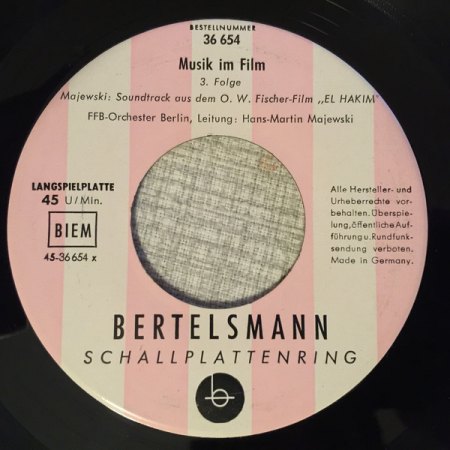 BESTELLNUMMER
36 654
Musik im Film
3. Folge
Majewski: Soundtrack aus dem O. W. Fischer-Film „EL HAKIM"
FFB-Orchester Berlin, Leitung: Hans-Martin Majewski
LANGSPIELPLATTE
45 U/Min.
BIEM
45-36 654 x
Alle Hersteller- und
Urheberrechte vor-
behalten. Überspie-
lung, öffentliche Auf-
führung u. Rundfunk-
sendung verboten.
Made in Germany.
BERTELSMANN
SCHALLPLATTENRING
b